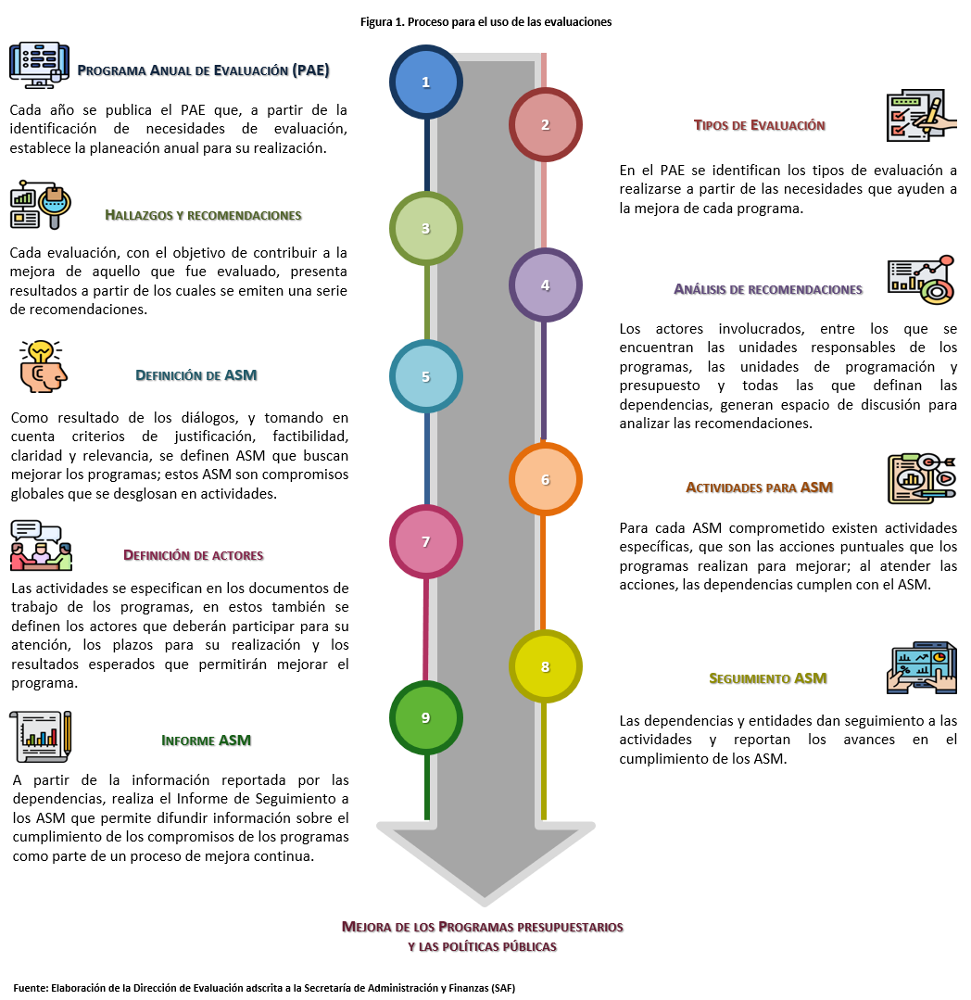 Figura 1. Proceso para el uso de las evaluaciones
1
PROGRAMA ANUAL DE EVALUACIÓN (PAE)
Cada año se publica el PAE que, a partir de la
identificación de necesidades de evaluación,
establece la planeación anual para su realización.
2
TIPOS DE EVALUACIÓN
En el PAE se identifican los tipos de evaluación a
realizarse a partir de las necesidades que ayuden a
la mejora de cada programa.
3
HALLAZGOS Y RECOMENDACIONES
Cada evaluación, con el objetivo de contribuir a la
mejora de aquello que fue evaluado, presenta
resultados a partir de los cuales se emiten una serie
de recomendaciones.
4
ANÁLISIS DE RECOMENDACIONES
Los actores involucrados, entre los que se
encuentran las unidades responsables de los
programas, las unidades de programación y
presupuesto y todas las que definan las
dependencias, generan espacio de discusión para
analizar las recomendaciones.
5
DEFINICIÓN DE ASM
Como resultado de los diálogos, y tomando en
cuenta criterios de justificación, factibilidad,
claridad y relevancia, se definen ASM que buscan
mejorar los programas; estos ASM son compromisos
globales que se desglosan en actividades.
6
ACTIVIDADES PARA ASM
Para cada ASM comprometido existen actividades
específicas, que son las acciones puntuales que los
programas realizan para mejorar; al atender las
acciones, las dependencias cumplen con el ASM.
7
DEFINICIÓN DE ACTORES
Las actividades se especifican en los documentos de
trabajo de los programas, en estos también se
definen los actores que deberán participar para su
atención, los plazos para su realización y los
resultados esperados que permitirán mejorar el
programa.
8
SEGUIMIENTO ASM
Las dependencias y entidades dan seguimiento a las
actividades y reportan los avances en el
cumplimiento de los ASM.
9
INFORME ASM
A partir de la información reportada por las
dependencias, realiza el Informe de Seguimiento a
los ASM que permite difundir información sobre el
cumplimiento de los compromisos de los programas
como parte de un proceso de mejora continua.
MEJORA DE LOS PROGRAMAS PRESUPUESTARIOS
Y LAS POLÍTICAS PÚBLICAS
Fuente: Elaboración de la Dirección de Evaluación adscrita a la Secretaría de Administración y Finanzas (SAF)